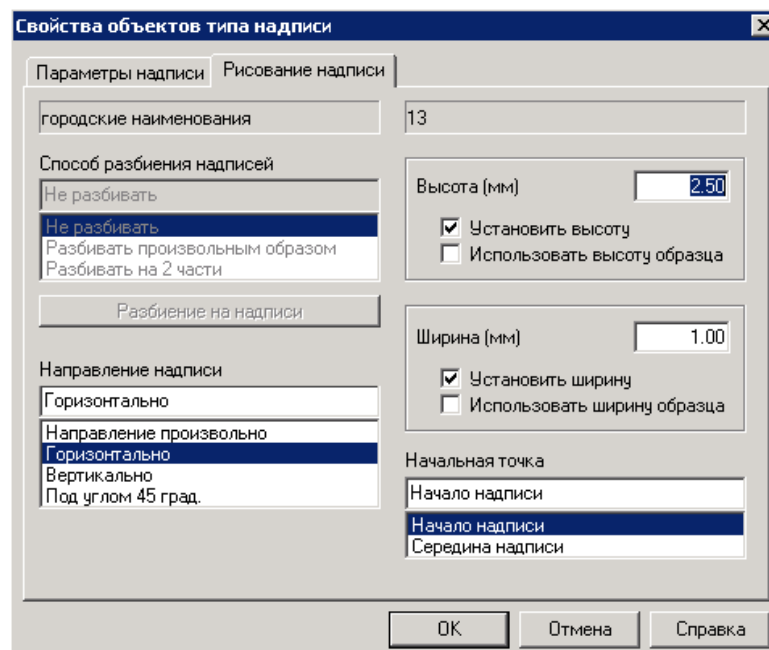 Свойства объектов типа надписи
Параметры надписи
Рисование надписи
городские наименования
13
Способ разбиения надписей
Не разбивать
Не разбивать
Разбивать произвольным образом
Разбивать на 2 части
Разбиение на надписи
Направление надписи
Горизонтально
Направление произвольно
Горизонтально
Вертикально
Под углом 45 град.
Высота (мм)
2.50
Установить высоту
Использовать высоту образца
Ширина (мм)
1.00
Установить ширину
Использовать ширину образца
Начальная точка
Начало надписи
Начало надписи
Середина надписи
OK
Отмена
Справка